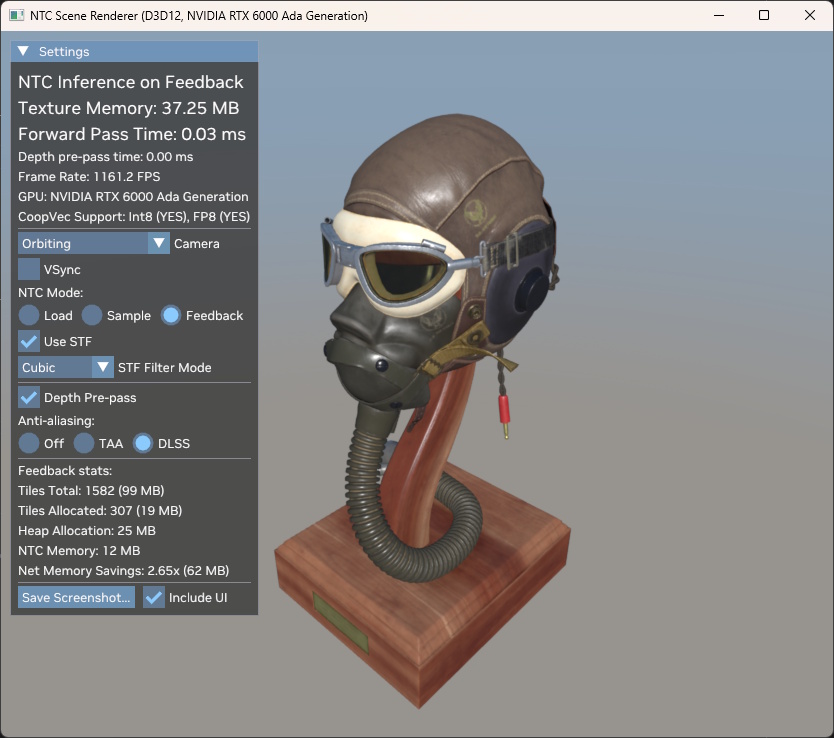 NTC Scene Renderer (D3D12, NVIDIA RTX 6000 Ada Generation)
Settings
NTC Inference on Feedback
Texture Memory: 37.25 MB
Forward Pass Time: 0.03 ms
Depth pre-pass time: 0.00 ms
Frame Rate: 1161.2 FPS
GPU: NVIDIA RTX 6000 Ada Generation
CoopVec Support: Int8 (YES), FP8 (YES)
Orbiting Camera
VSync
NTC Mode:
Load Sample Feedback
Use STF
Cubic STF Filter Mode
Depth Pre-pass
Anti-aliasing:
Off TAA DLSS
Feedback stats:
Tiles Total: 1582 (99 MB)
Tiles Allocated: 307 (19 MB)
Heap Allocation: 25 MB
NTC Memory: 12 MB
Net Memory Savings: 2.65x (62 MB)
Save Screenshot... Include UI